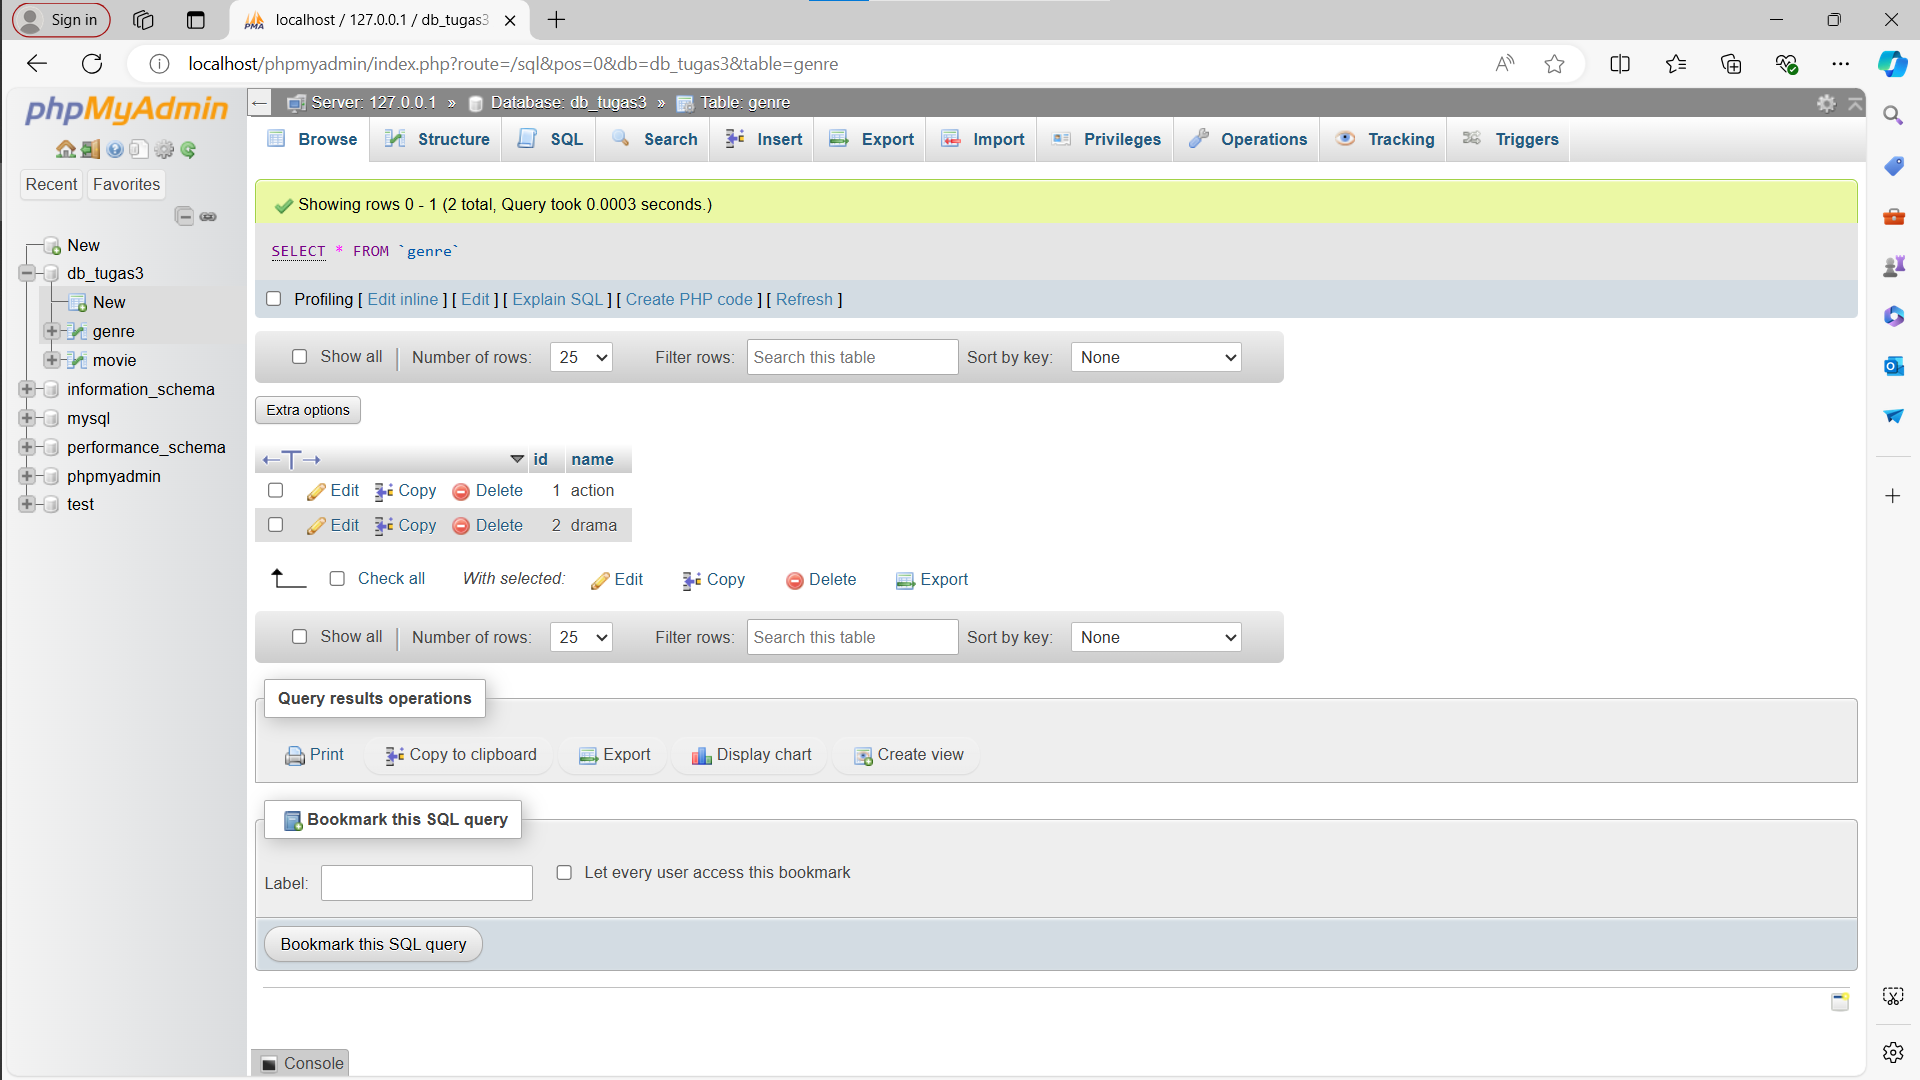 Sign in
localhost / 127.0.0.1 / db_tugas3
localhost/phpmyadmin/index.php?route=/sql&pos=0&db=db_tugas3&table=genre
phpMyAdmin
Recent Favorites
New
db_tugas3
New
genre
movie
information_schema
mysql
performance_schema
phpmyadmin
test
Server: 127.0.0.1 » Database: db_tugas3 » Table: genre
Browse Structure SQL Search Insert Export Import Privileges Operations Tracking Triggers
Showing rows 0 - 1 (2 total, Query took 0.0003 seconds.)
SELECT * FROM `genre`
Profiling [ Edit inline ] [ Edit ] [ Explain SQL ] [ Create PHP code ] [ Refresh ]
Show all | Number of rows: 25 Filter rows: Search this table Sort by key: None
Extra options
←T→ id name
Edit Copy Delete 1 action
Edit Copy Delete 2 drama
Check all With selected: Edit Copy Delete Export
Show all | Number of rows: 25 Filter rows: Search this table Sort by key: None
Query results operations
Print Copy to clipboard Export Display chart Create view
Bookmark this SQL query
Label: Let every user access this bookmark
Bookmark this SQL query
Console